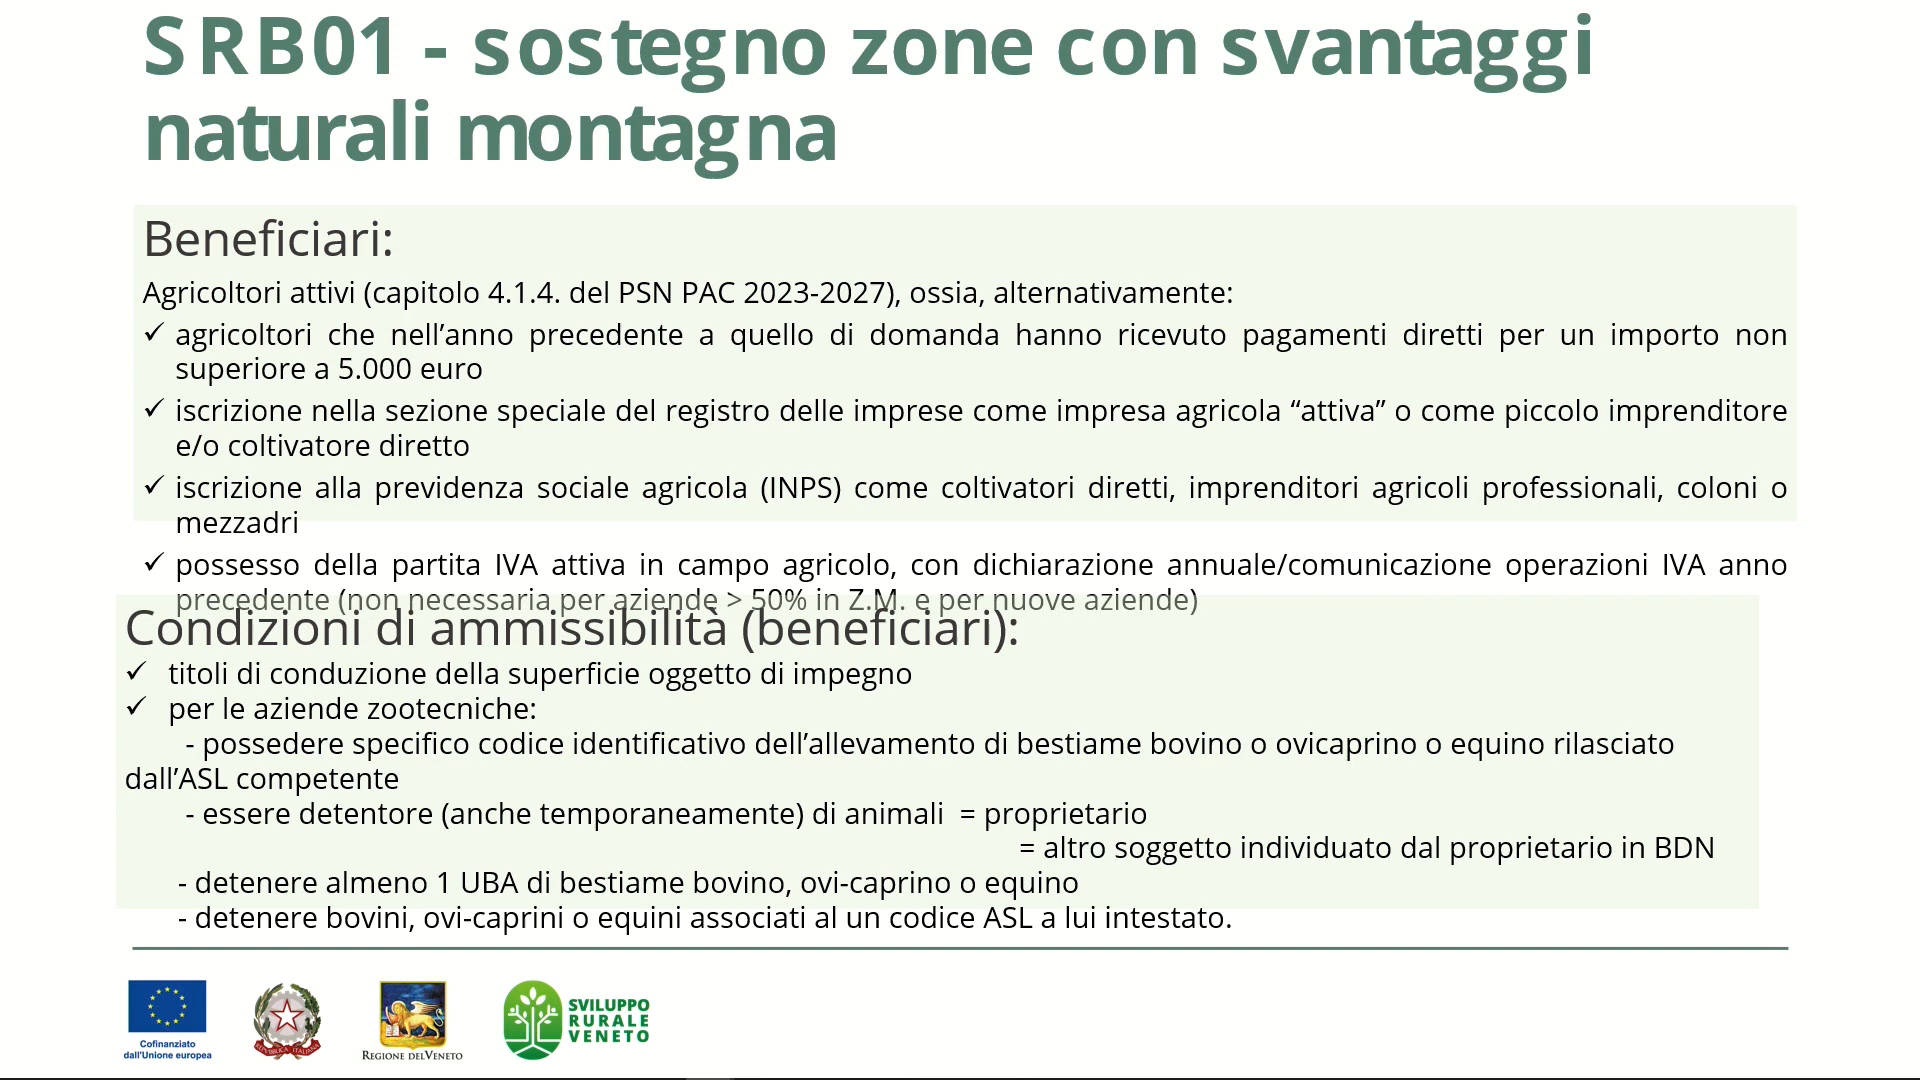 SRB01 - sostegno zone con svantaggi
naturali montagna
Beneficiari:
Agricoltori attivi (capitolo 4.1.4. del PSN PAC 2023-2027), ossia, alternativamente:
✓ agricoltori che nell’anno precedente a quello di domanda hanno ricevuto pagamenti diretti per un importo non
superiore a 5.000 euro
✓ iscrizione nella sezione speciale del registro delle imprese come impresa agricola “attiva” o come piccolo imprenditore
e/o coltivatore diretto
✓ iscrizione alla previdenza sociale agricola (INPS) come coltivatori diretti, imprenditori agricoli professionali, coloni o
mezzadri
✓ possesso della partita IVA attiva in campo agricolo, con dichiarazione annuale/comunicazione operazioni IVA anno
precedente (non necessaria per aziende > 50% in Z.M. e per nuove aziende)
Condizioni di ammissibilità (beneficiari):
✓ titoli di conduzione della superficie oggetto di impegno
✓ per le aziende zootecniche:
- possedere specifico codice identificativo dell’allevamento di bestiame bovino o ovicaprino o equino rilasciato
dall’ASL competente
- essere detentore (anche temporaneamente) di animali = proprietario
= altro soggetto individuato dal proprietario in BDN
- detenere almeno 1 UBA di bestiame bovino, ovi-caprino o equino
- detenere bovini, ovi-caprini o equini associati al un codice ASL a lui intestato.
Cofinanziato
dall'Unione europea
REPVBBLICA ITALIANA
REGIONE DEL VENETO
SVILUPPO
RURALE
VENETO